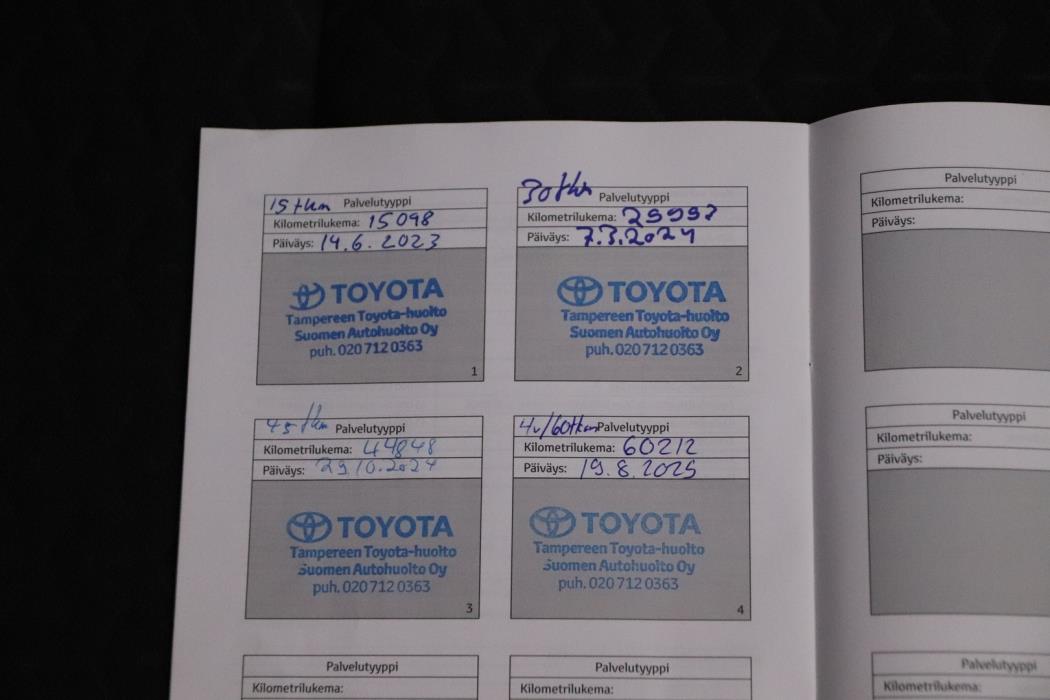 15 tkm Palvelutyyppi
Kilometrilukema: 15098
Päiväys: 14.6.2023
TOYOTA
Tampereen Toyota-huolto
Suomen Autohuolto Oy
puh. 020 712 0363
1
30tkm Palvelutyyppi
Kilometrilukema: 29997
Päiväys: 7.3.2024
TOYOTA
Tampereen Toyota-huolto
Suomen Autohuolto Oy
puh. 020 712 0363
2
45 tkm Palvelutyyppi
Kilometrilukema: 44848
Päiväys: 29.10.2024
TOYOTA
Tampereen Toyota-huolto
Suomen Autohuolto Oy
puh. 020 712 0363
3
4v/60tkm Palvelutyyppi
Kilometrilukema: 60212
Päiväys: 19.8.2025
TOYOTA
Tampereen Toyota-huolto
Suomen Autohuolto Oy
puh. 020 712 0363
4
Palvelutyyppi
Kilometrilukema:
Palvelutyyppi
Kilometrilukema:
Palvelutyyppi
Kilometrilukema:
Päiväys:
Palvelutyyppi
Kilometrilukema:
Päiväys:
Palvelutyyppi
Kilometrilukema: